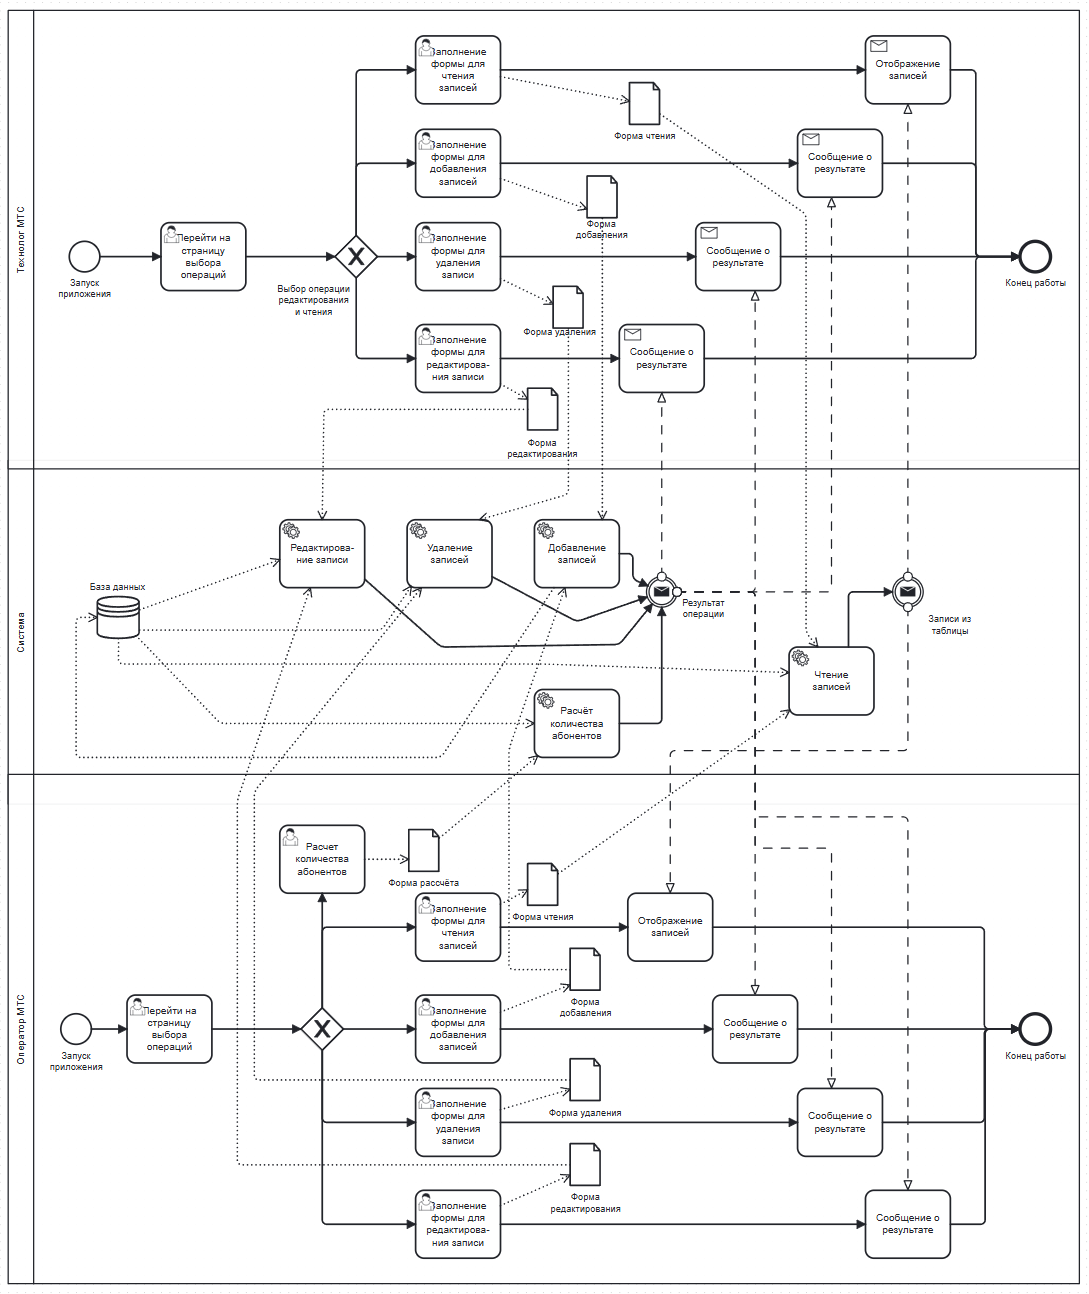 Технолог МТС
Заполнение
формы для
чтения
записей
Отображение
записей
Форма чтения
Заполнение
формы для
добавления
записей
Сообщение о
результате
Форма
добавления
Запуск
приложения
Перейти на
страницу
выбора
операций
Выбор операции
редактирования
и чтения
Заполнение
формы для
удаления
записи
Сообщение о
результате
Конец работы
Форма удаления
Заполнение
формы для
редактирова-
ния записи
Сообщение о
результате
Форма
редактирования
Система
База данных
Редактирова-
ние записи
Удаление
записей
Добавление
записей
Результат
операции
Записи из
таблицы
Чтение
записей
Расчёт
количества
абонентов
Оператор МТС
Расчет
количества
абонентов
Форма рассчёта
Форма чтения
Заполнение
формы для
чтения
записей
Отображение
записей
Форма
добавления
Запуск
приложения
Перейти на
страницу
выбора
операций
Заполнение
формы для
добавления
записей
Сообщение о
результате
Конец работы
Форма удаления
Заполнение
формы для
удаления
записи
Сообщение о
результате
Форма
редактирования
Заполнение
формы для
редактирова-
ния записи
Сообщение о
результате